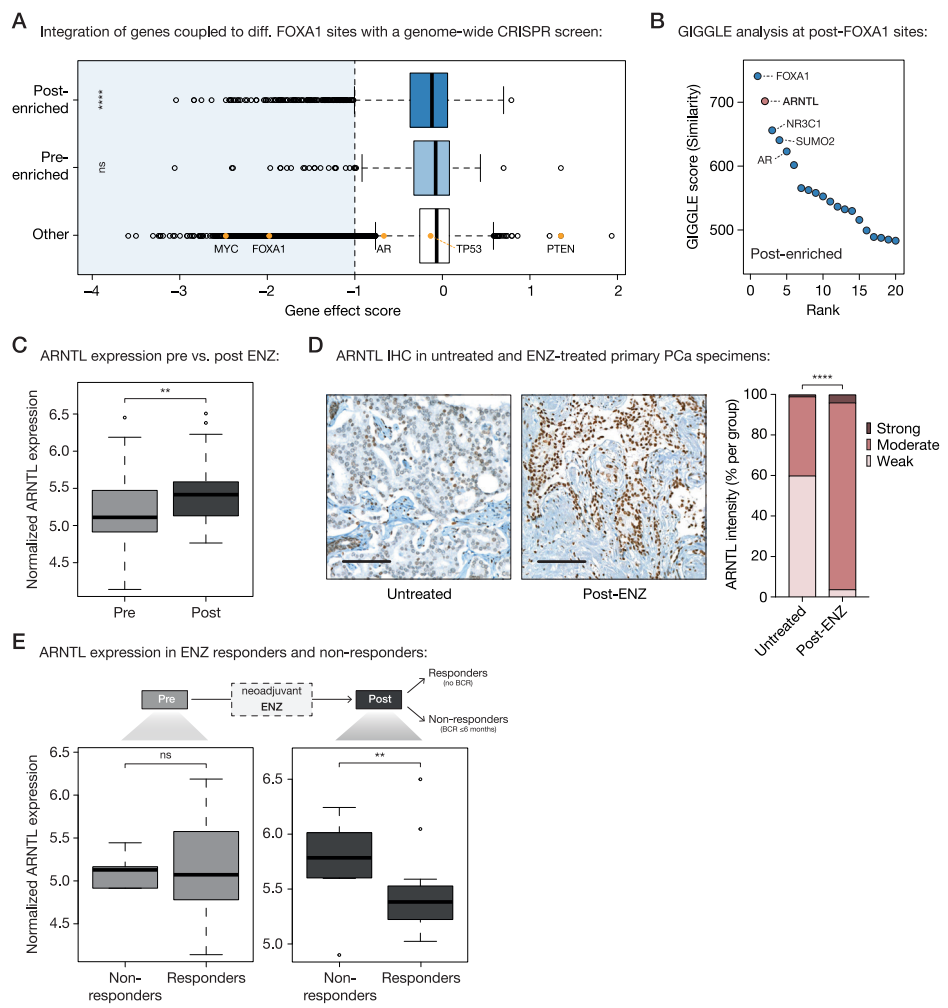 A Integration of genes coupled to diff. FOXA1 sites with a genome-wide CRISPR screen:
Post-
enriched
****
Pre-
enriched
ns
Other
MYC FOXA1 AR TP53 PTEN
−4 −3 −2 −1 0 1 2
Gene effect score
B GIGGLE analysis at post-FOXA1 sites:
GIGGLE score (Similarity)
700
600
500
FOXA1
ARNTL
NR3C1
SUMO2
AR
Post-enriched
0 5 10 15 20
Rank
C ARNTL expression pre vs. post ENZ:
Normalized ARNTL expression
6.5
6.0
5.5
5.0
4.5
**
Pre Post
D ARNTL IHC in untreated and ENZ-treated primary PCa specimens:
Untreated Post-ENZ
ARNTL intensity (% per group)
100
80
60
40
20
0
****
Strong
Moderate
Weak
Untreated
Post-ENZ
E ARNTL expression in ENZ responders and non-responders:
Pre
neoadjuvant
ENZ
Post
Responders
(no BCR)
Non-responders
(BCR ≤6 months)
Normalized ARNTL expression
6.5
6.0
5.5
5.0
4.5
ns
Non-
responders
Responders
6.5
6.0
5.5
5.0
**
Non-
responders
Responders